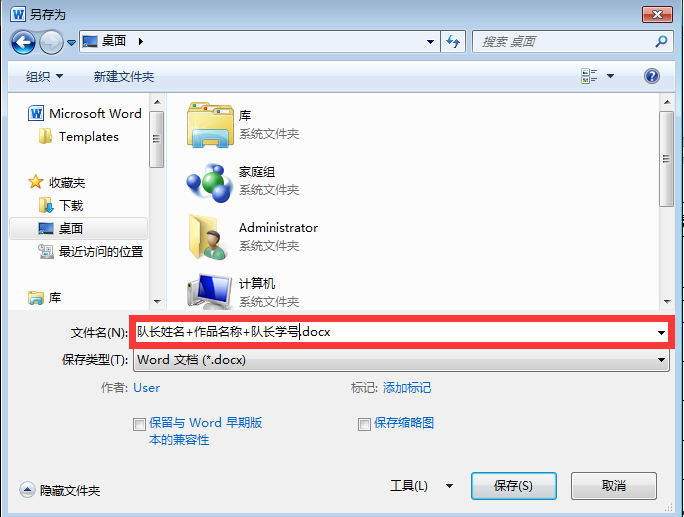 另存为
桌面
搜索 桌面
组织
新建文件夹
Microsoft Word
Templates
收藏夹
下载
桌面
最近访问的位置
库
库
系统文件夹
家庭组
系统文件夹
Administrator
系统文件夹
计算机
系统文件夹
文件名(N):
队长姓名+作品名称+队长学号.docx
保存类型(T):
Word 文档 (*.docx)
作者: User
标记: 添加标记
保留与 Word 早期版
本的兼容性
保存缩略图
隐藏文件夹
工具(L)
保存(S)
取消